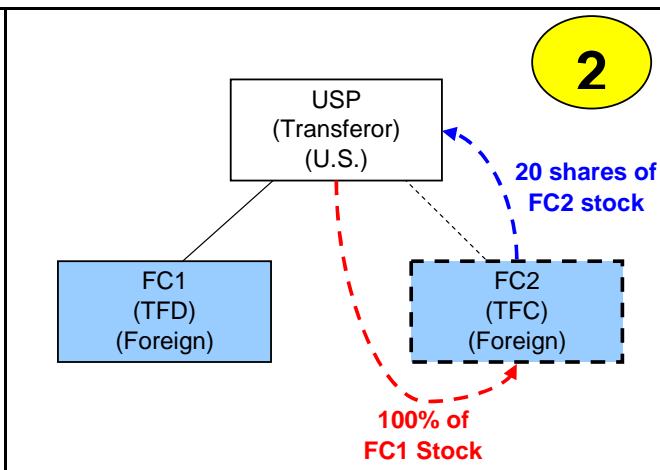 2
USP
(Transferor)
(U.S.)
20 shares of
FC2 stock
FC1
(TFD)
(Foreign)
FC2
(TFC)
(Foreign)
100% of
FC1 Stock